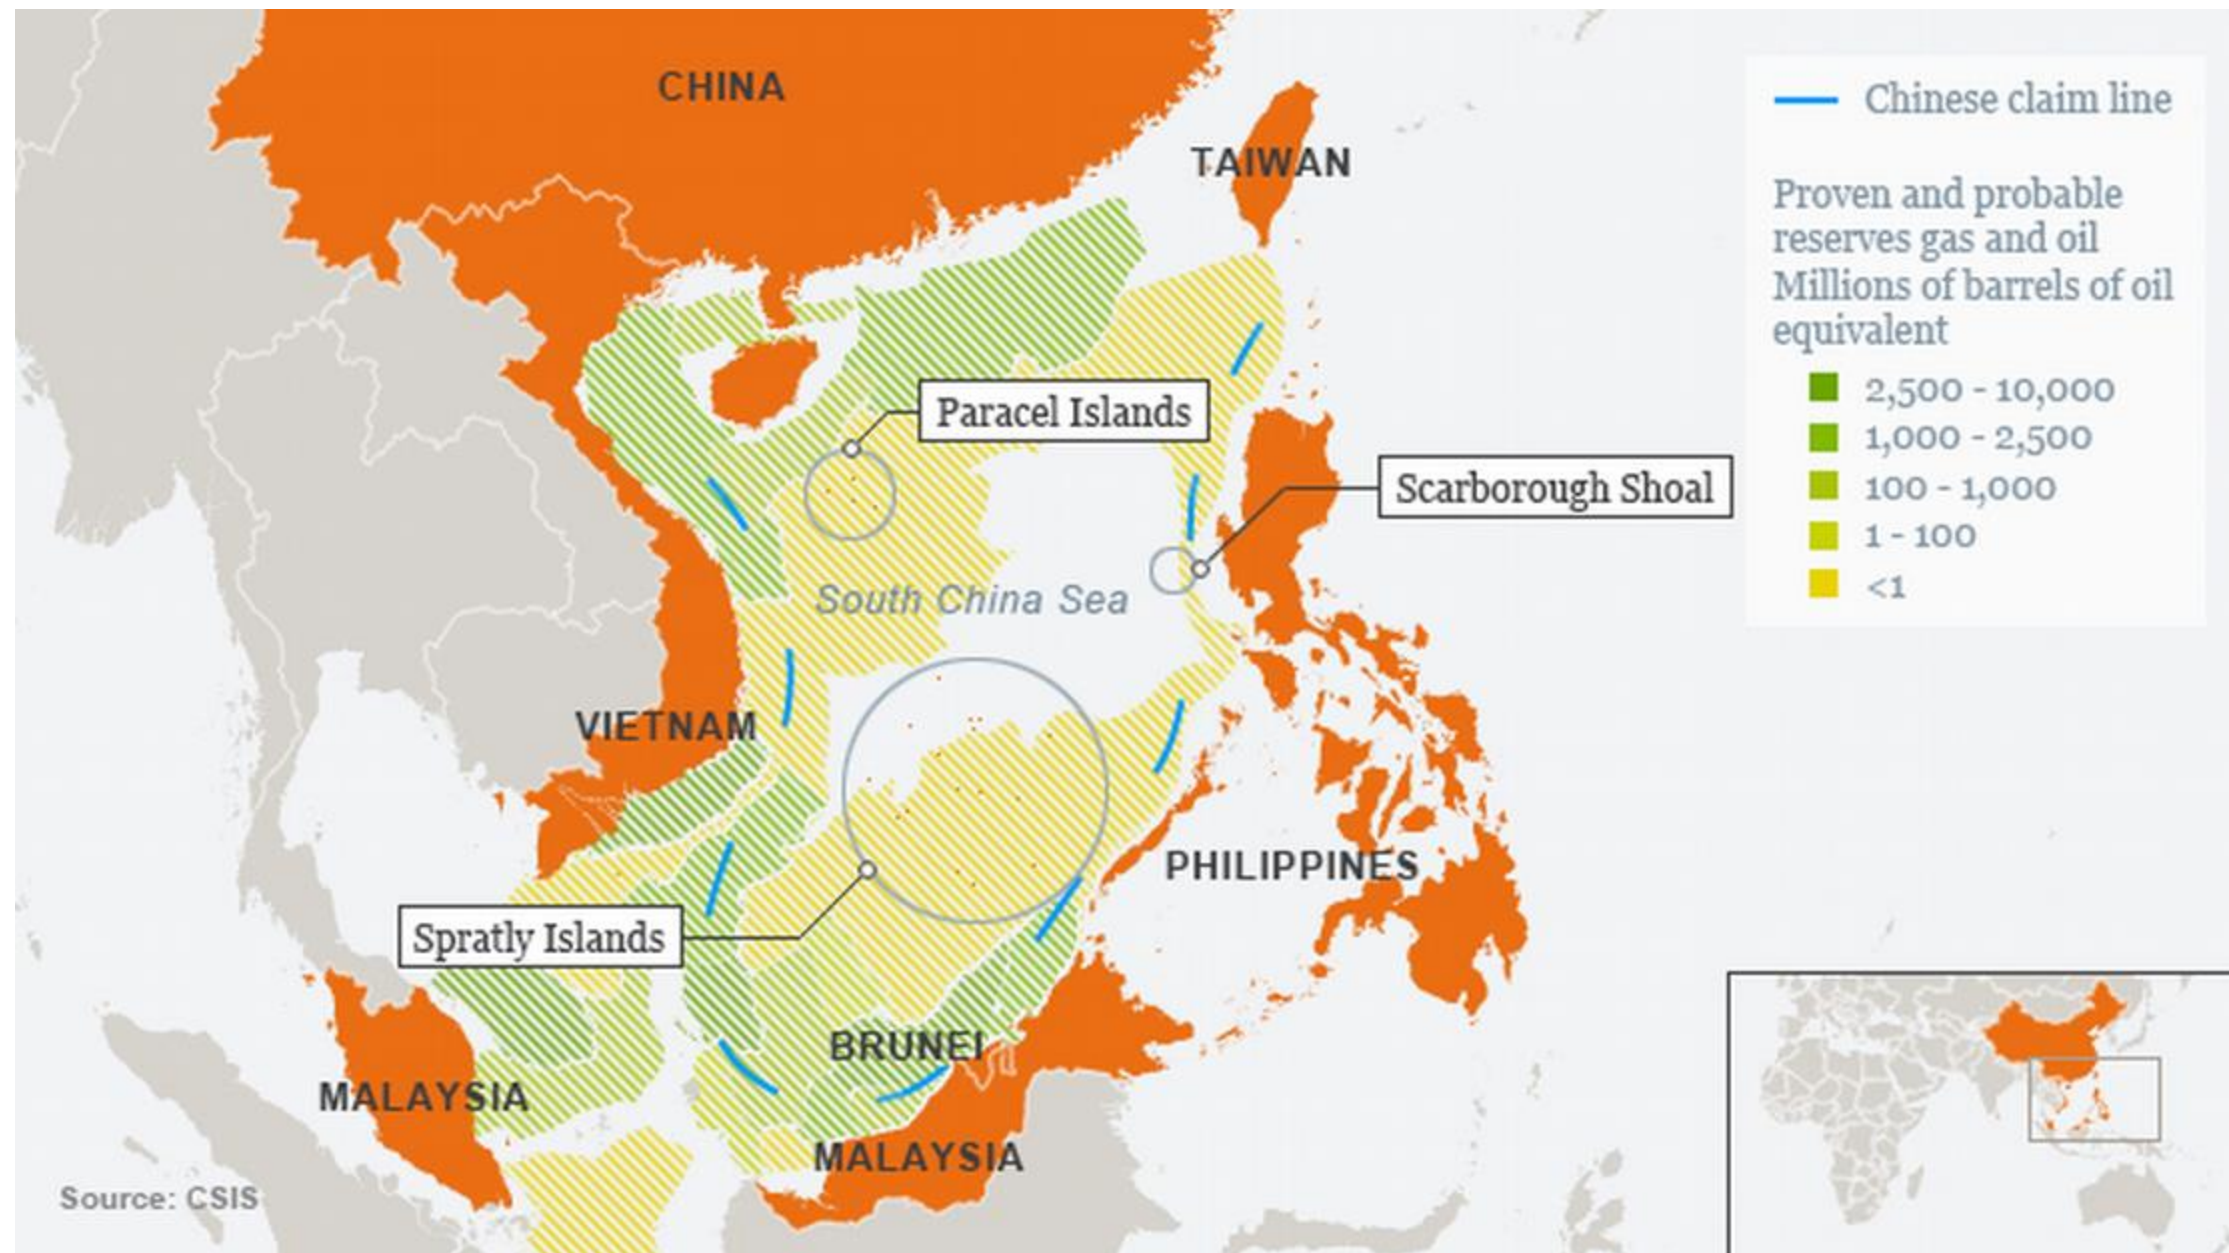 CHINA
TAIWAN
Chinese claim line
Proven and probable
reserves gas and oil
Millions of barrels of oil
equivalent
2,500 - 10,000
1,000 - 2,500
100 - 1,000
1 - 100
<1
Paracel Islands
Scarborough Shoal
South China Sea
VIETNAM
PHILIPPINES
Spratly Islands
BRUNEI
MALAYSIA
MALAYSIA
Source: CSIS